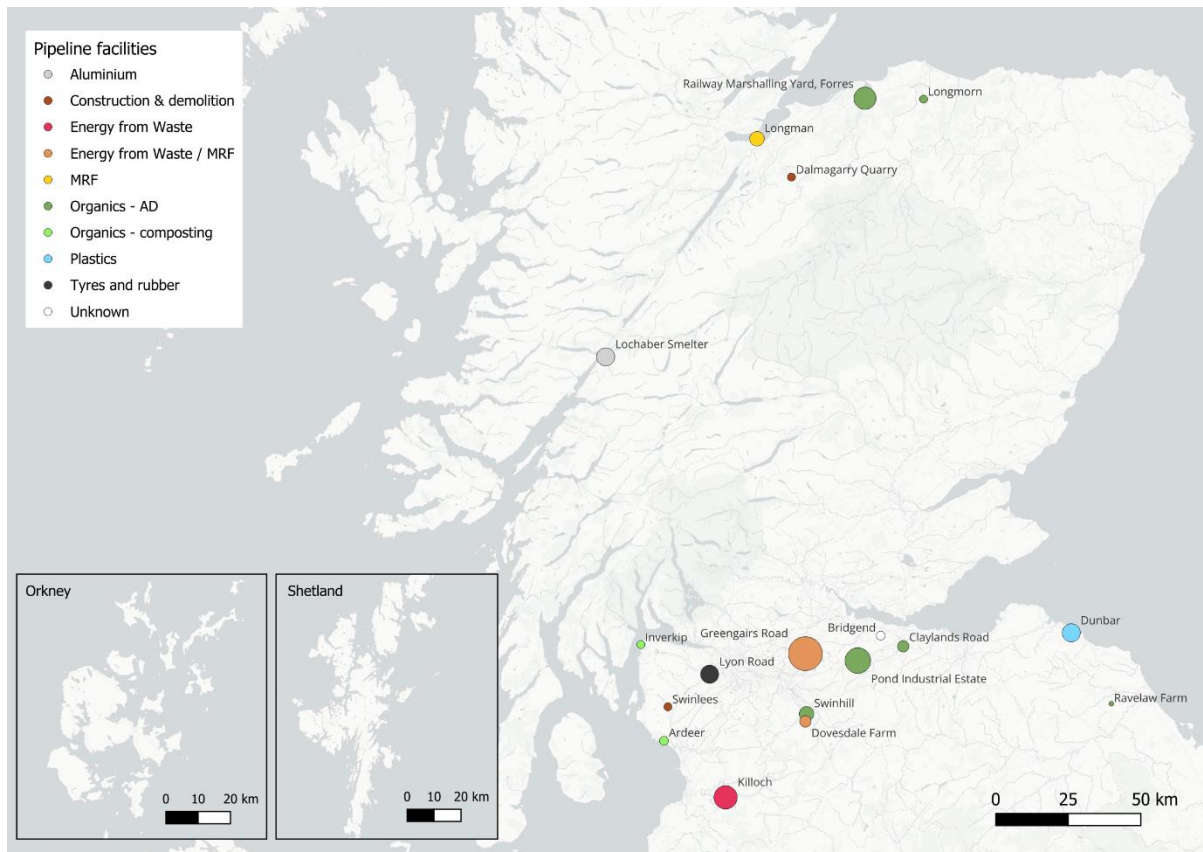 Pipeline facilities
Aluminium
Construction & demolition
Energy from Waste
Energy from Waste / MRF
MRF
Organics - AD
Organics - composting
Plastics
Tyres and rubber
Unknown
Railway Marshalling Yard, Forres
Longmorn
Longman
Dalmagarry Quarry
Lochaber Smelter
Inverkip
Greengairs Road
Bridgend
Claylands Road
Dunbar
Lyon Road
Pond Industrial Estate
Swinlees
Swinhill
Ravelaw Farm
Ardeer
Dovesdale Farm
Killoch
Orkney
0 10 20 km
Shetland
0 10 20 km
0 25 50 km